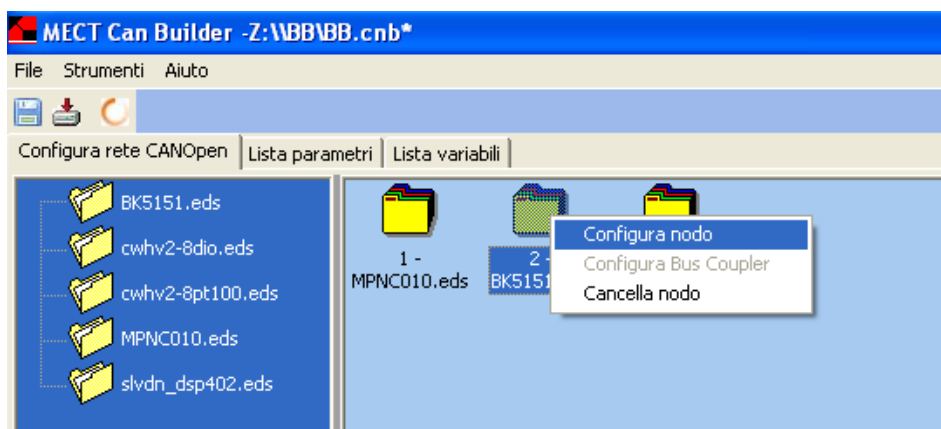 MECT Can Builder -Z:\\BB\BB.cnb*
File Strumenti Aiuto
Configura rete CANOpen Lista parametri Lista variabili
BK5151.eds
cwhv2-8dio.eds
cwhv2-8pt100.eds
MPNC010.eds
slvdn_dsp402.eds
1 -
MPNC010.eds
2 -
BK5151
Configura nodo
Configura Bus Coupler
Cancella nodo